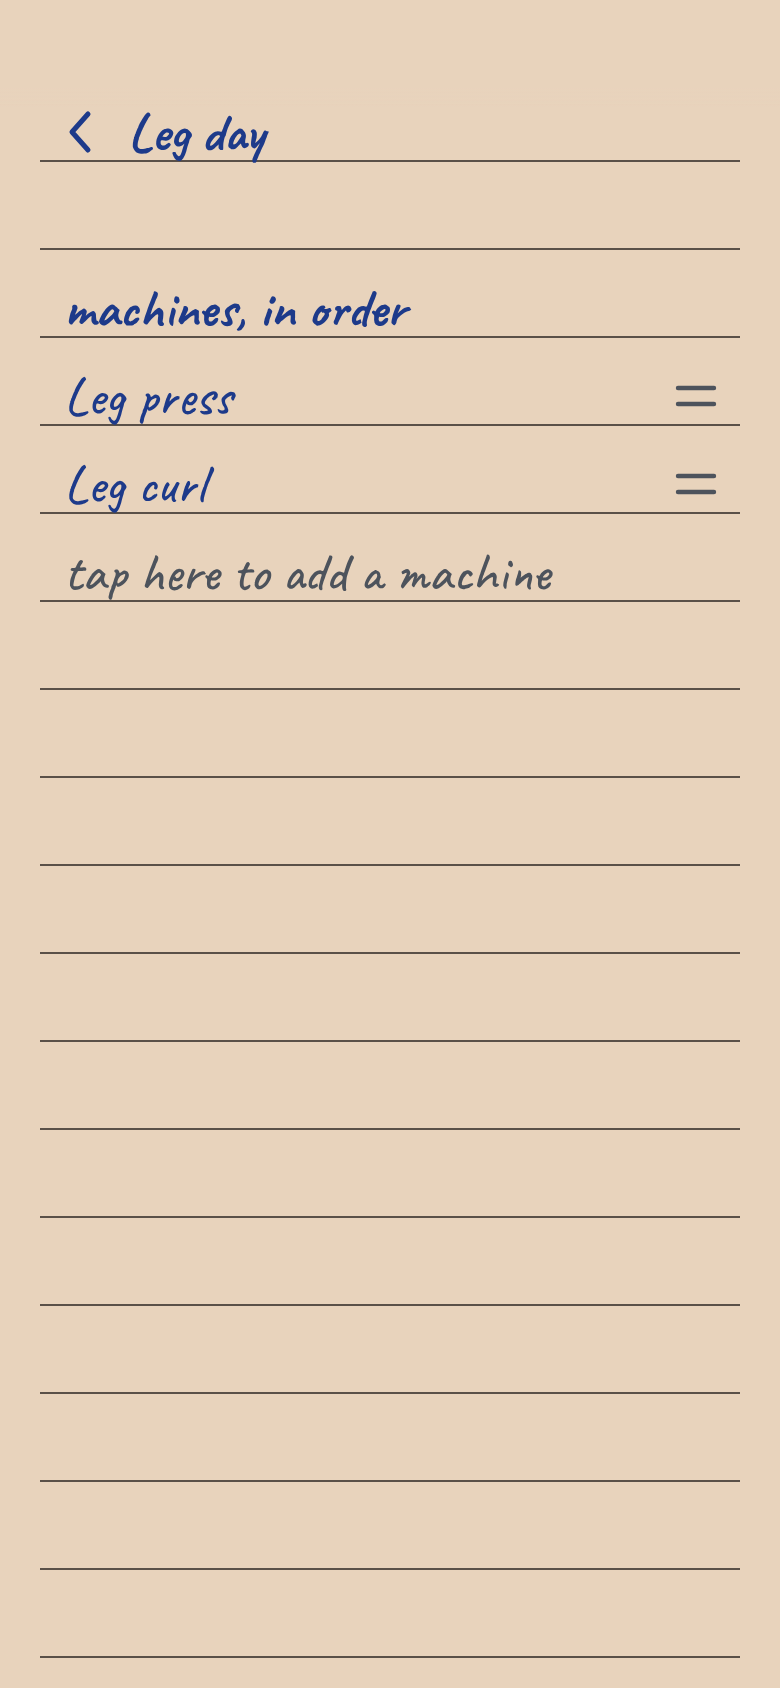 Leg day
machines, in order
Leg press
Leg curl
tap here to add a machine